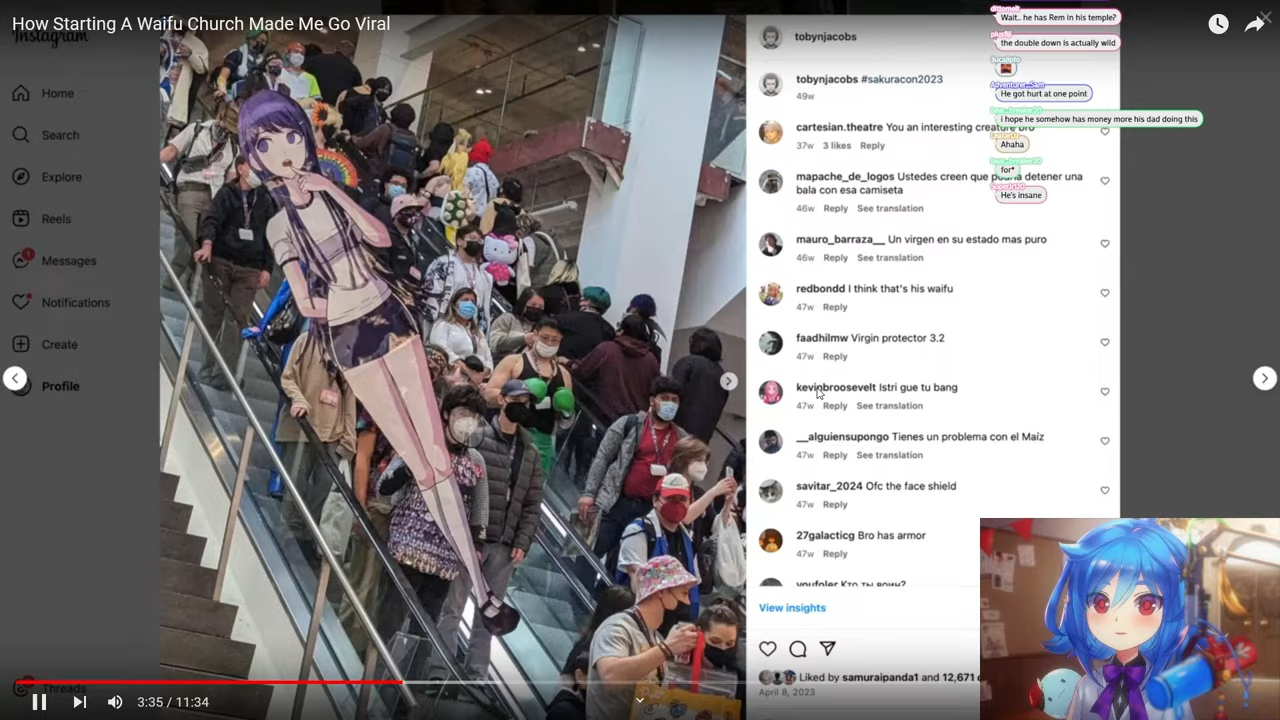 How Starting A Waifu Church Made Me Go Viral
Instagram
Home
Search
Explore
Reels
Messages
Notifications
Create
Profile
Threads
tobynjacobs
tobynjacobs #sakuracon2023
49w
cartesian.theatre You an interesting creature bro
37w 3 likes Reply
mapache_de_logos Ustedes creen que podría detener una
bala con esa camiseta
46w Reply See translation
mauro_barraza__ Un virgen en su estado mas puro
46w Reply See translation
redbondd I think that's his waifu
47w Reply
faadhilmw Virgin protector 3.2
47w Reply
kevinbroosevelt Istri gue tu bang
47w Reply See translation
__alguiensupongo Tienes un problema con el Maíz
47w Reply See translation
savitar_2024 Ofc the face shield
47w Reply
27galacticg Bro has armor
47w Reply
youfoler Кто ты воин?
View insights
Liked by samuraipanda1 and 12,671
April 8, 2023
Wait.. he has Rem in his temple?
the double down is actually wild
He got hurt at one point
i hope he somehow has money more his dad doing this
Ahaha
for*
He's insane
3:35 / 11:34